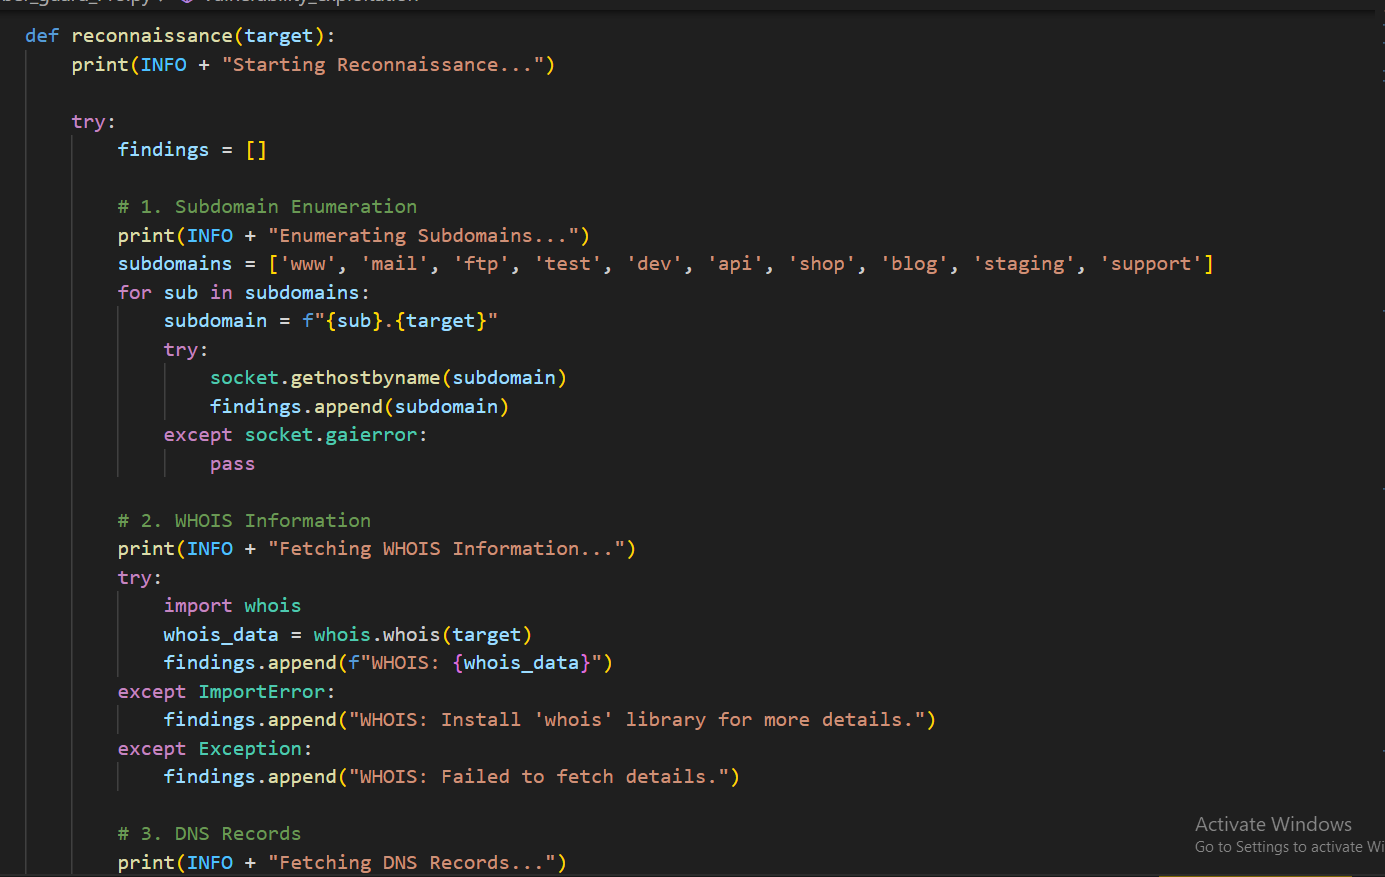 def reconnaissance(target):
    print(INFO + "Starting Reconnaissance...")
    try:
        findings = []
        # 1. Subdomain Enumeration
        print(INFO + "Enumerating Subdomains...")
        subdomains = ['www', 'mail', 'ftp', 'test', 'dev', 'api', 'shop', 'blog', 'staging', 'support']
        for sub in subdomains:
            subdomain = f"{sub}.{target}"
            try:
                socket.gethostbyname(subdomain)
                findings.append(subdomain)
            except socket.gaierror:
                pass
        # 2. WHOIS Information
        print(INFO + "Fetching WHOIS Information...")
        try:
            import whois
            whois_data = whois.whois(target)
            findings.append(f"WHOIS: {whois_data}")
        except ImportError:
            findings.append("WHOIS: Install 'whois' library for more details.")
        except Exception:
            findings.append("WHOIS: Failed to fetch details.")
        # 3. DNS Records
        print(INFO + "Fetching DNS Records...")
Activate Windows
Go to Settings to activate Wi